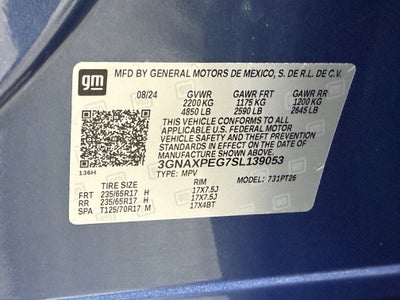 gm
MFD BY GENERAL MOTORS DE MEXICO, S. DE R.L. DE C.V.
08/24 GVWR GAWR FRT GAWR RR
2200 KG 1175 KG 1200 KG
4850 LB 2590 LB 2645 LB
THIS VEHICLE CONFORMS TO ALL
APPLICABLE U.S. FEDERAL MOTOR
VEHICLE SAFETY AND THEFT PREVENTION
STANDARDS IN EFFECT ON THE DATE OF
MANUFACTURE SHOWN ABOVE.
3GNAXPEG7SL139053
136H TYPE: MPV 731PT26
TIRE SIZE RIM
FRT 235/65R17 H 17X7.5J
RR 235/65R17 H 17X7.5J
SPA T125/70R17 M 17X4BT